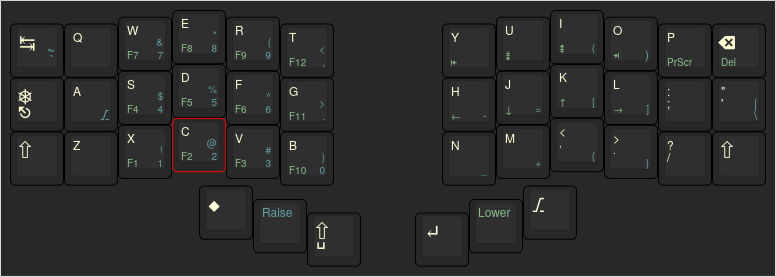 ~
Q
W & F7 7
E * F8 8
R ( F9 9
T < F12 ,
Y
U
I (
O )
P PrScr
Del
A
S $ F4 4
D % F5 5
F ^ F6 6
G > F11 .
H -
J =
K [
L ]
: ;
" ' | \
Z
X ! F1 1
C @ F2 2
V # F3 3
B ) F10 0
N _
M +
< , {
> . }
? /
Raise
Lower